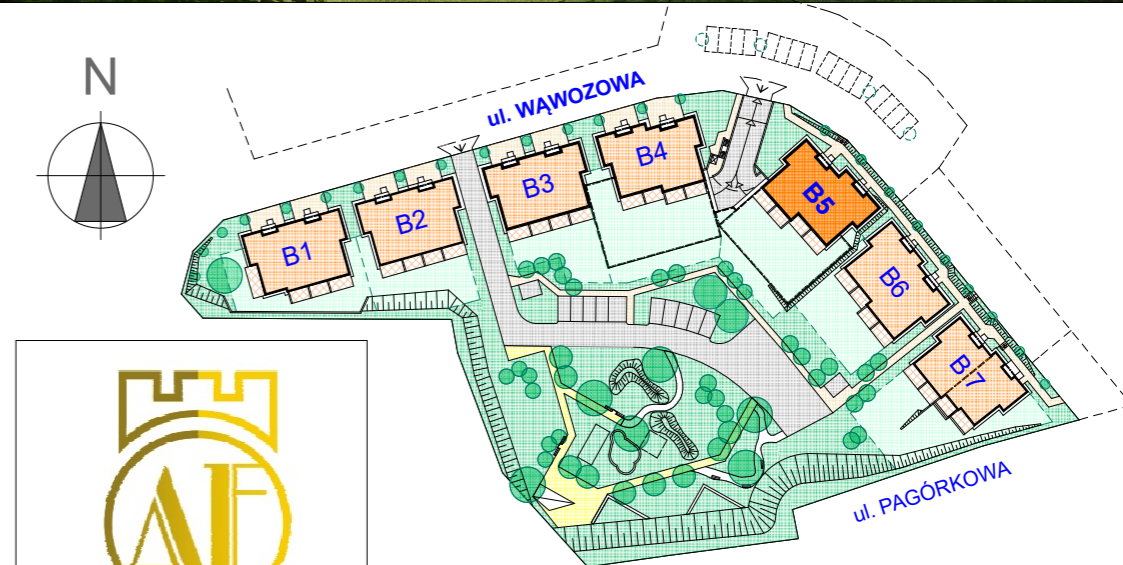 N
ul. WĄWOZOWA
B1
B2
B3
B4
B5
B6
B7
ul. PAGÓRKOWA
AF